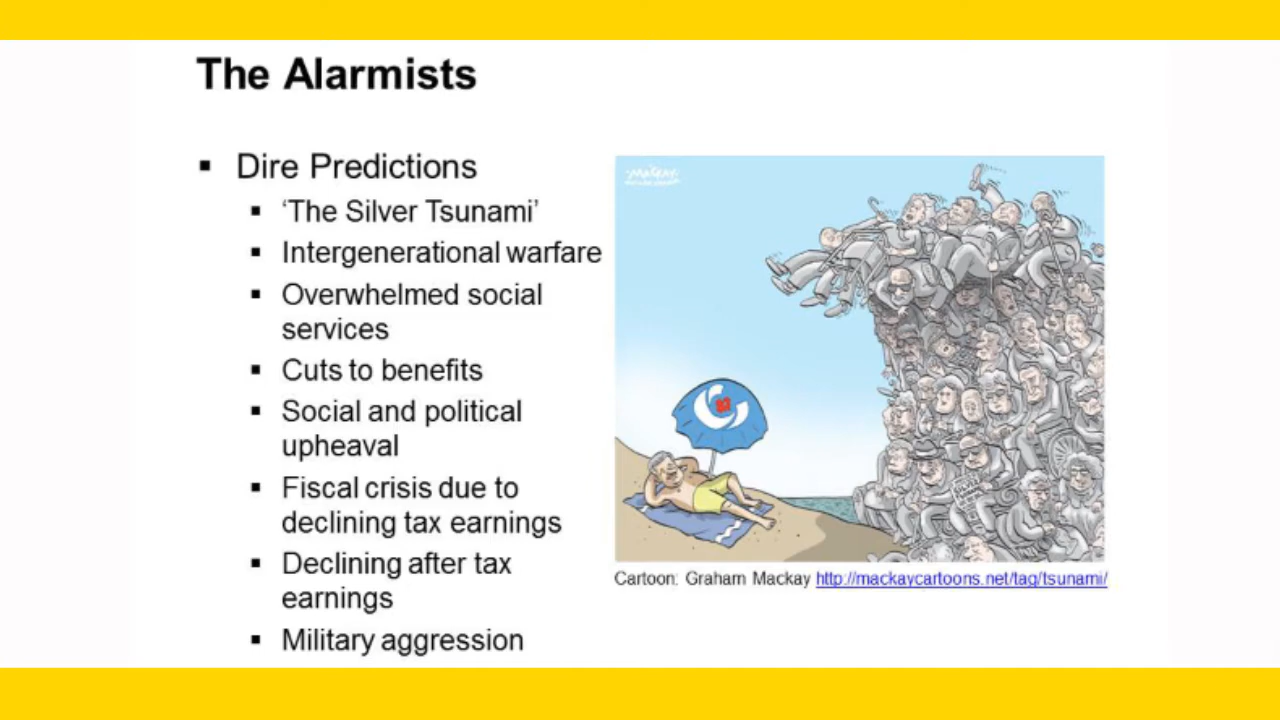 The Alarmists
▪ Dire Predictions
▪ ‘The Silver Tsunami’
▪ Intergenerational warfare
▪ Overwhelmed social
services
▪ Cuts to benefits
▪ Social and political
upheaval
▪ Fiscal crisis due to
declining tax earnings
▪ Declining after tax
earnings
▪ Military aggression
MACKAY
Cartoon: Graham Mackay http://mackaycartoons.net/tag/tsunami/